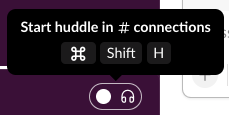 Start huddle in # connections
⌘ Shift H